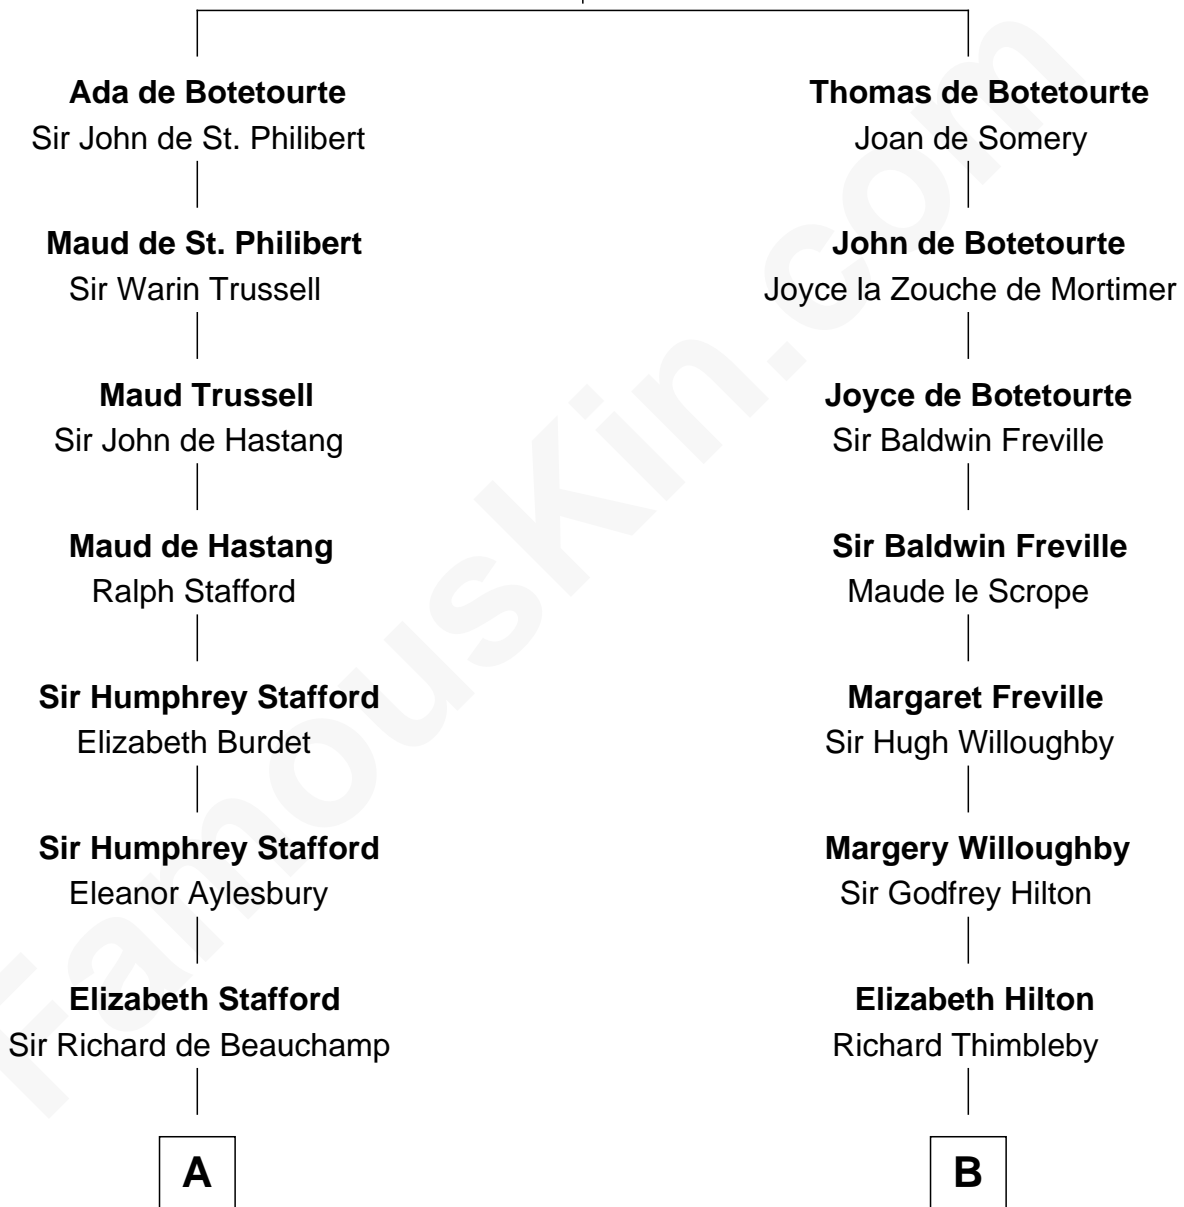 Ada de Botetourte
Sir John de St. Philibert
Maud de St. Philibert
Sir Warin Trussell
Maud Trussell
Sir John de Hastang
Maud de Hastang
Ralph Stafford
Sir Humphrey Stafford
Elizabeth Burdet
Sir Humphrey Stafford
Eleanor Aylesbury
Elizabeth Stafford
Sir Richard de Beauchamp
A
Thomas de Botetourte
Joan de Somery
John de Botetourte
Joyce la Zouche de Mortimer
Joyce de Botetourte
Sir Baldwin Freville
Sir Baldwin Freville
Maude le Scrope
Margaret Freville
Sir Hugh Willoughby
Margery Willoughby
Sir Godfrey Hilton
Elizabeth Hilton
Richard Thimbleby
B
FamousKin.com